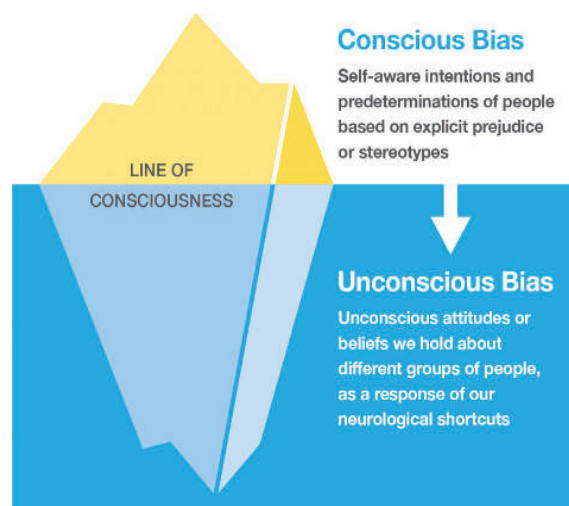 Conscious Bias
Self-aware intentions and
predeterminations of people
based on explicit prejudice
or stereotypes
LINE OF
CONSCIOUSNESS
Unconscious Bias
Unconscious attitudes or
beliefs we hold about
different groups of people,
as a response of our
neurological shortcuts